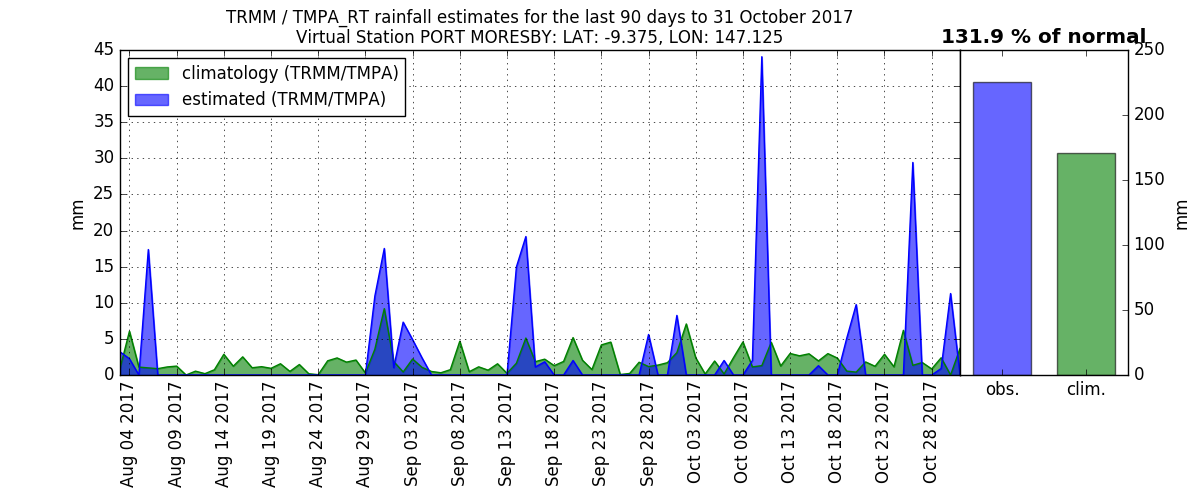 TRMM / TMPA_RT rainfall estimates for the last 90 days to 31 October 2017
Virtual Station PORT MORESBY: LAT: -9.375, LON: 147.125
131.9 % of normal
climatology (TRMM/TMPA)
estimated (TRMM/TMPA)
mm
45
40
35
30
25
20
15
10
5
0
Aug 04 2017
Aug 09 2017
Aug 14 2017
Aug 19 2017
Aug 24 2017
Aug 29 2017
Sep 03 2017
Sep 08 2017
Sep 13 2017
Sep 18 2017
Sep 23 2017
Sep 28 2017
Oct 03 2017
Oct 08 2017
Oct 13 2017
Oct 18 2017
Oct 23 2017
Oct 28 2017
obs.
clim.
250
200
150
100
50
0
mm